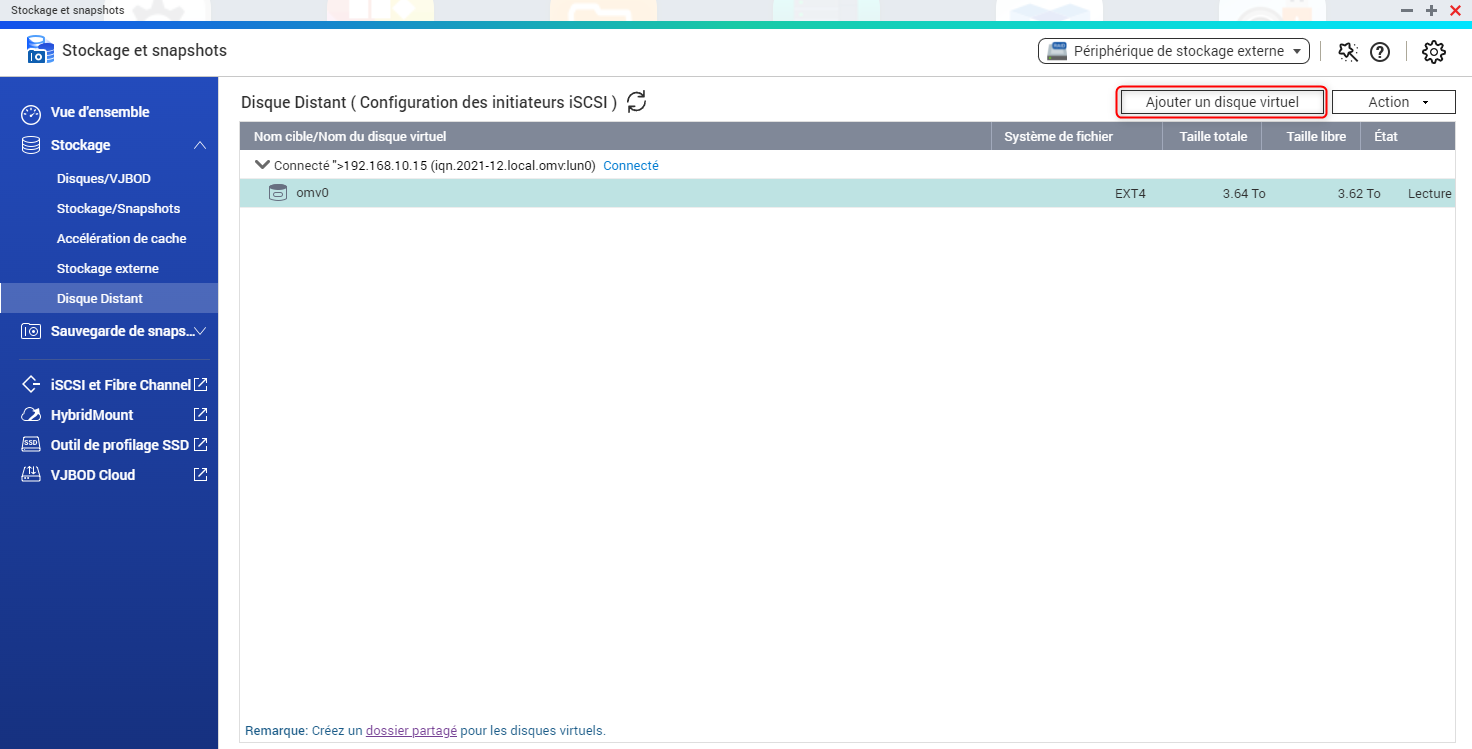 Stockage et snapshots
Stockage et snapshots
Périphérique de stockage externe
Vue d'ensemble
Stockage
Disques/VJBOD
Stockage/Snapshots
Accélération de cache
Stockage externe
Disque Distant
Sauvegarde de snaps...
iSCSI et Fibre Channel
HybridMount
SSD
Outil de profilage SSD
VJBOD Cloud
Disque Distant ( Configuration des initiateurs iSCSI )
Ajouter un disque virtuel
Action
Nom cible/Nom du disque virtuel Système de fichier Taille totale Taille libre État
Connecté ">192.168.10.15 (iqn.2021-12.local.omv:lun0) Connecté
omv0 EXT4 3.64 To 3.62 To Lecture
Remarque: Créez un dossier partagé pour les disques virtuels.